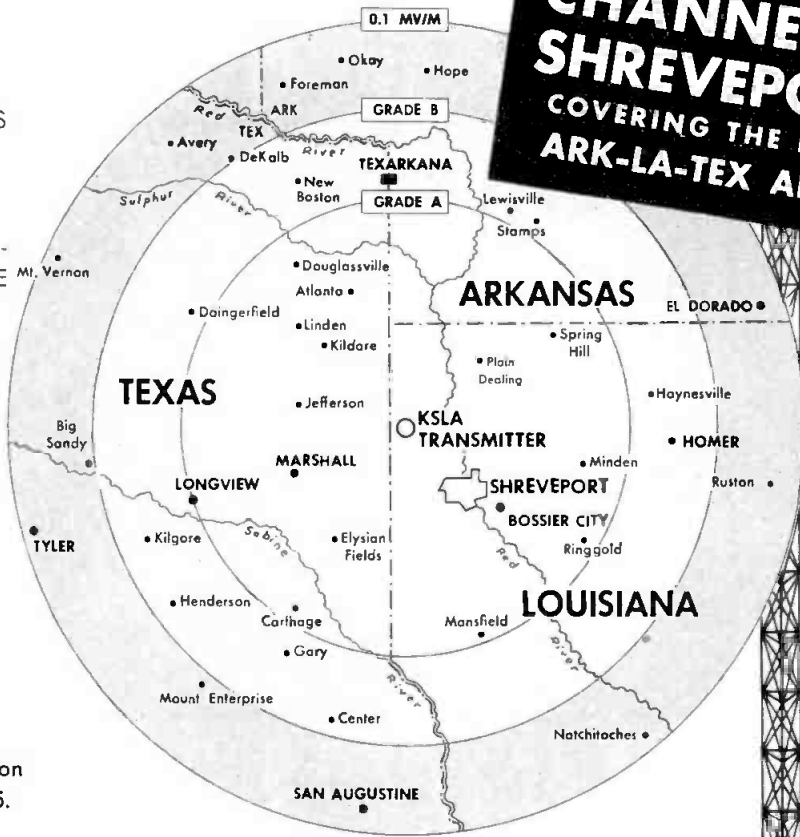 CHANNE
SHREVEPO
COVERING THE
ARK-LA-TEX A
0.1 MV/M
Okay
Hope
Foreman
GRADE B
ARK
TEX
Red
River
Avery
DeKalb
TEXARKANA
New
Boston
GRADE A
Lewisville
Stamps
Sulphur
River
Mt. Vernon
Douglassville
Atlanta
ARKANSAS
EL DORADO
Daingerfield
Linden
Kildare
Spring
Hill
Plain
Dealing
TEXAS
Jefferson
Haynesville
KSLA
TRANSMITTER
Big
Sandy
HOMER
MARSHALL
Minden
LONGVIEW
SHREVEPORT
Ruston
BOSSIER CITY
TYLER
Kilgore
Sabine
Elysian
Fields
Red
Ringgold
Henderson
Carthage
LOUISIANA
Mansfield
Gary
River
River
Mount Enterprise
Center
Natchitoches
on
SAN AUGUSTINE